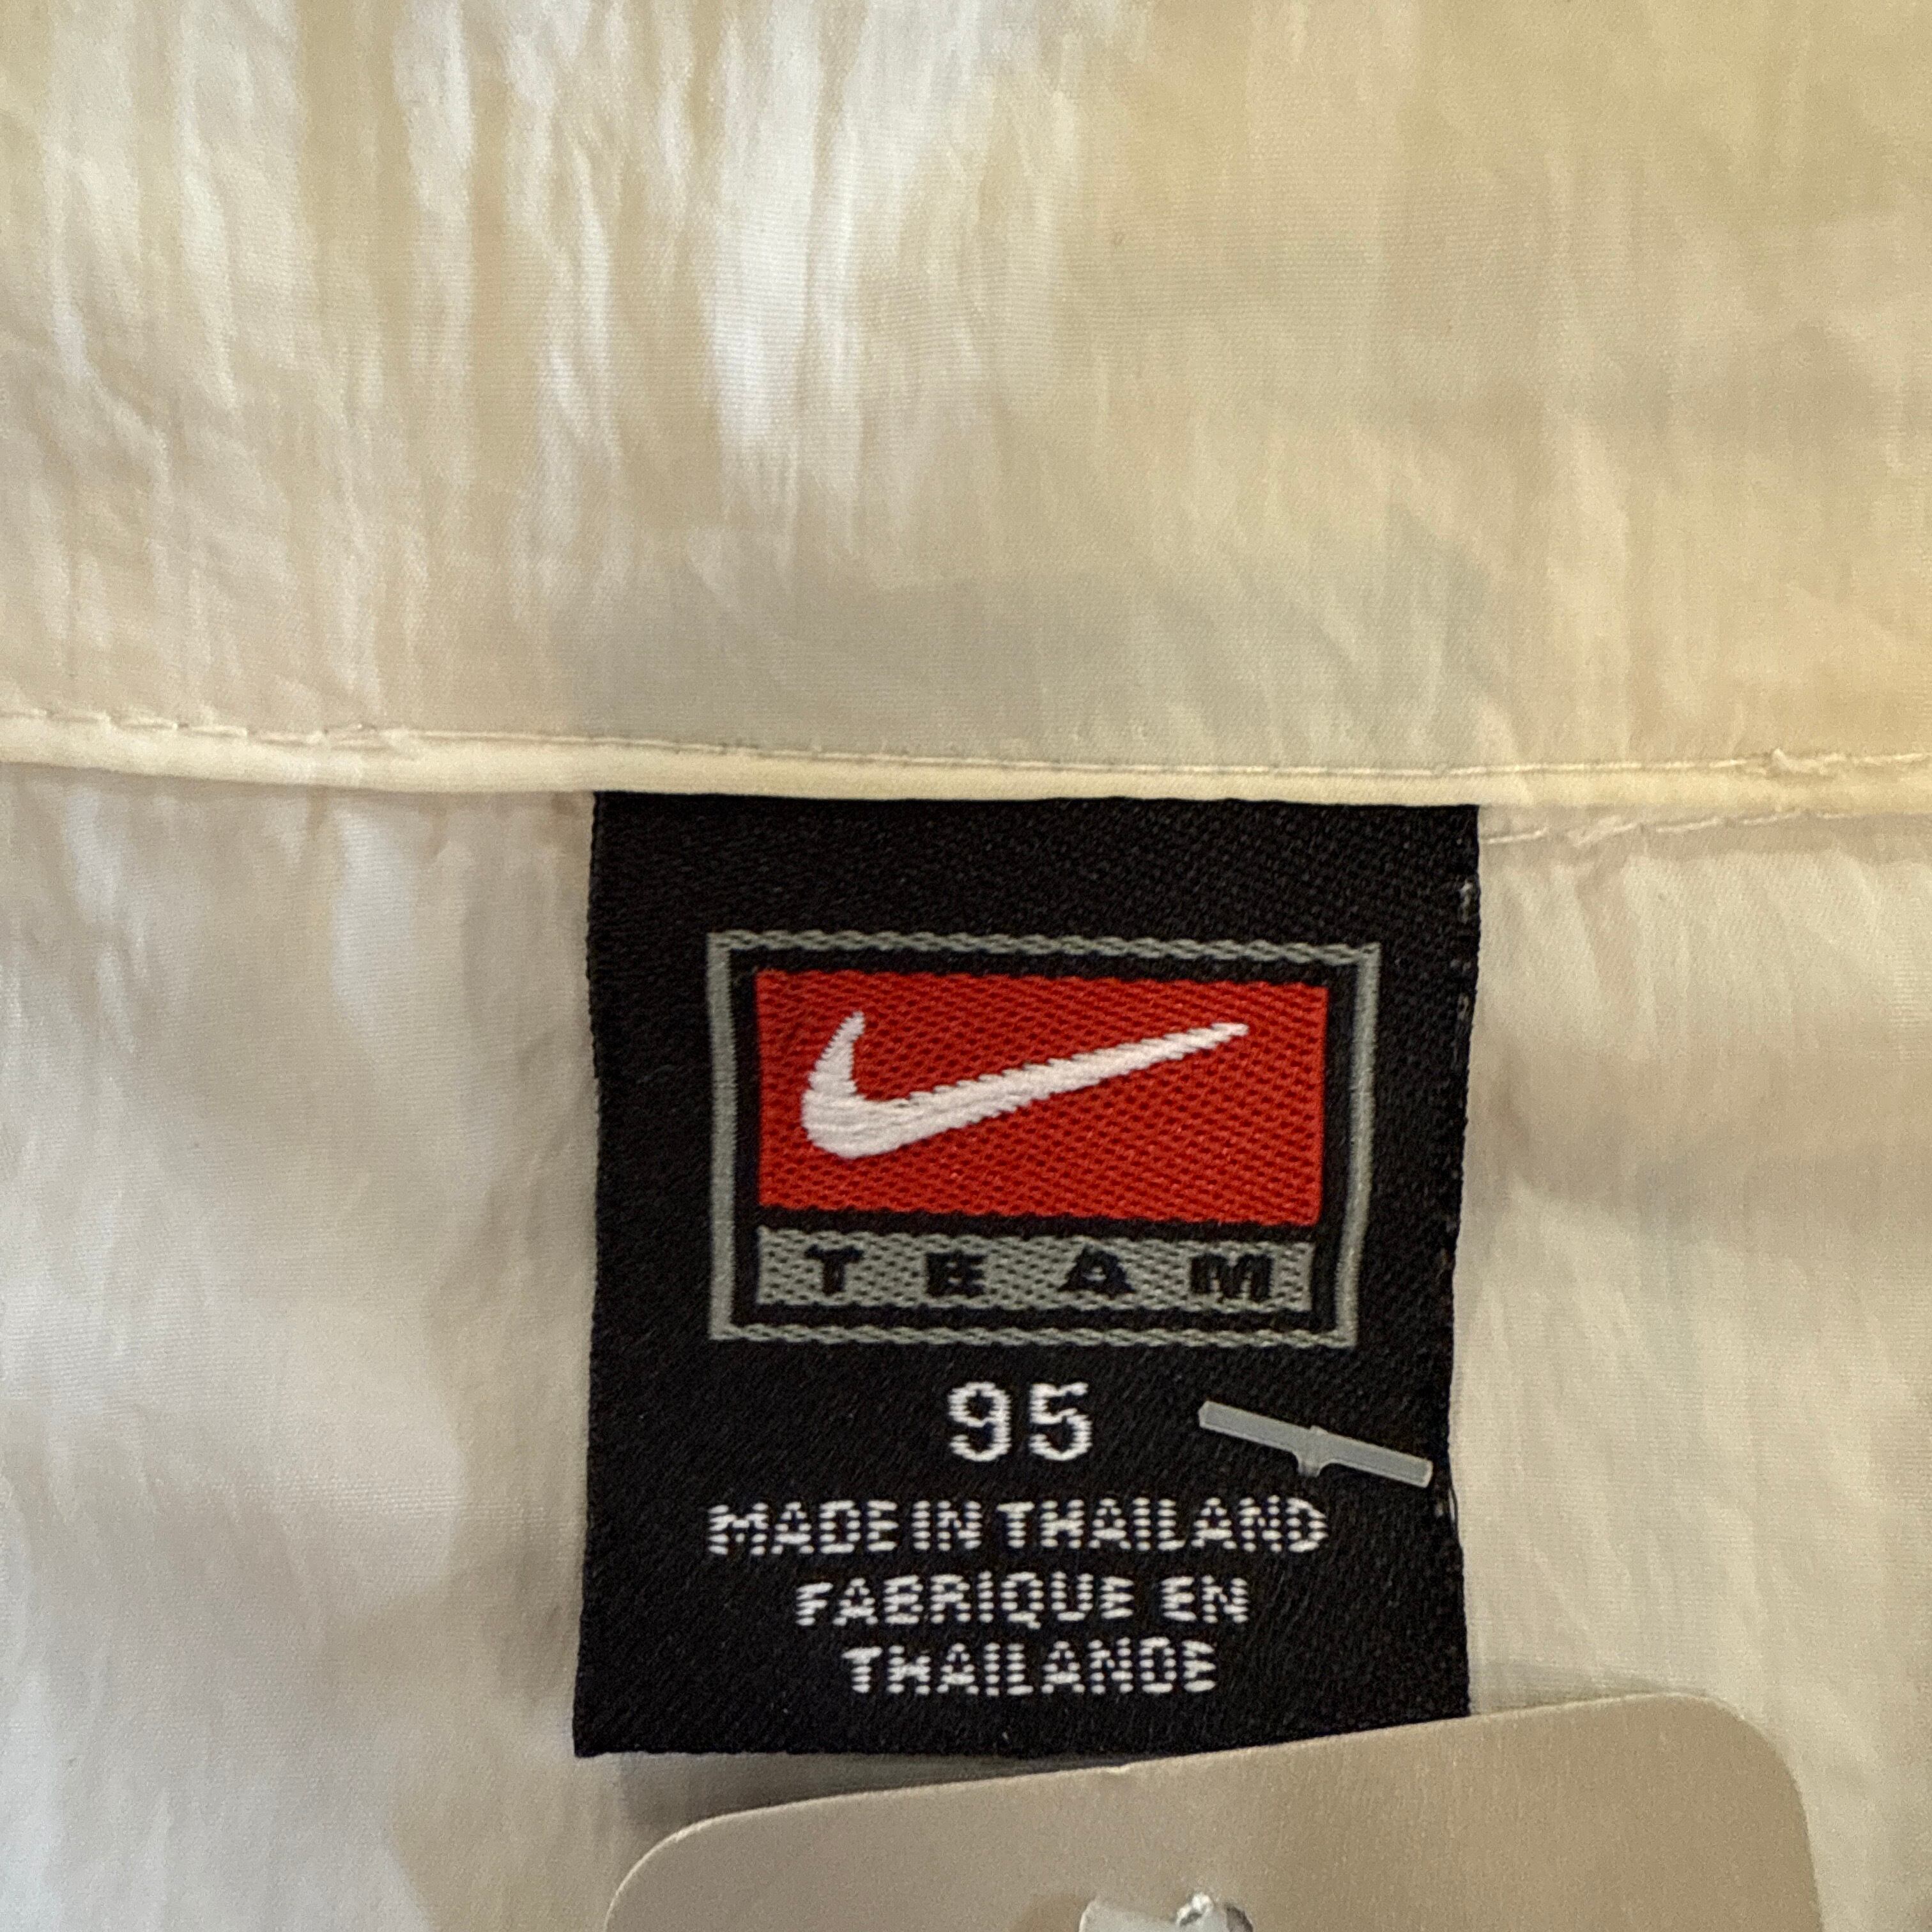 TEAM
95
MADE IN THAILAND
FABRIQUE EN
THAILANDE